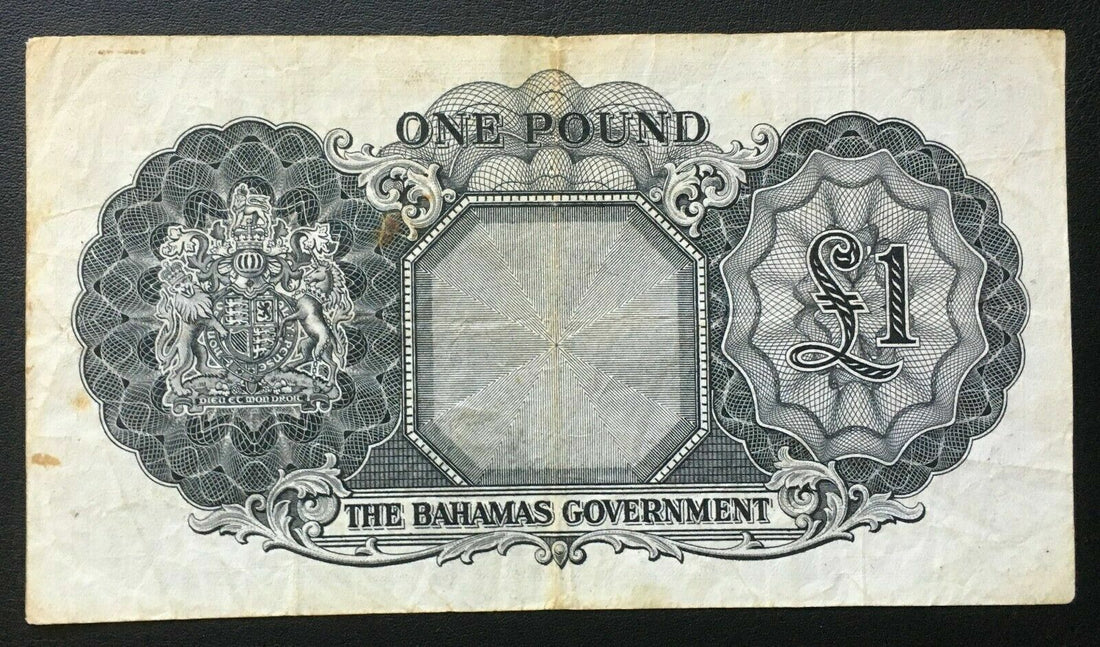 ONE POUND
£1
DIEU ET MON DROIT
THE BAHAMAS GOVERNMENT